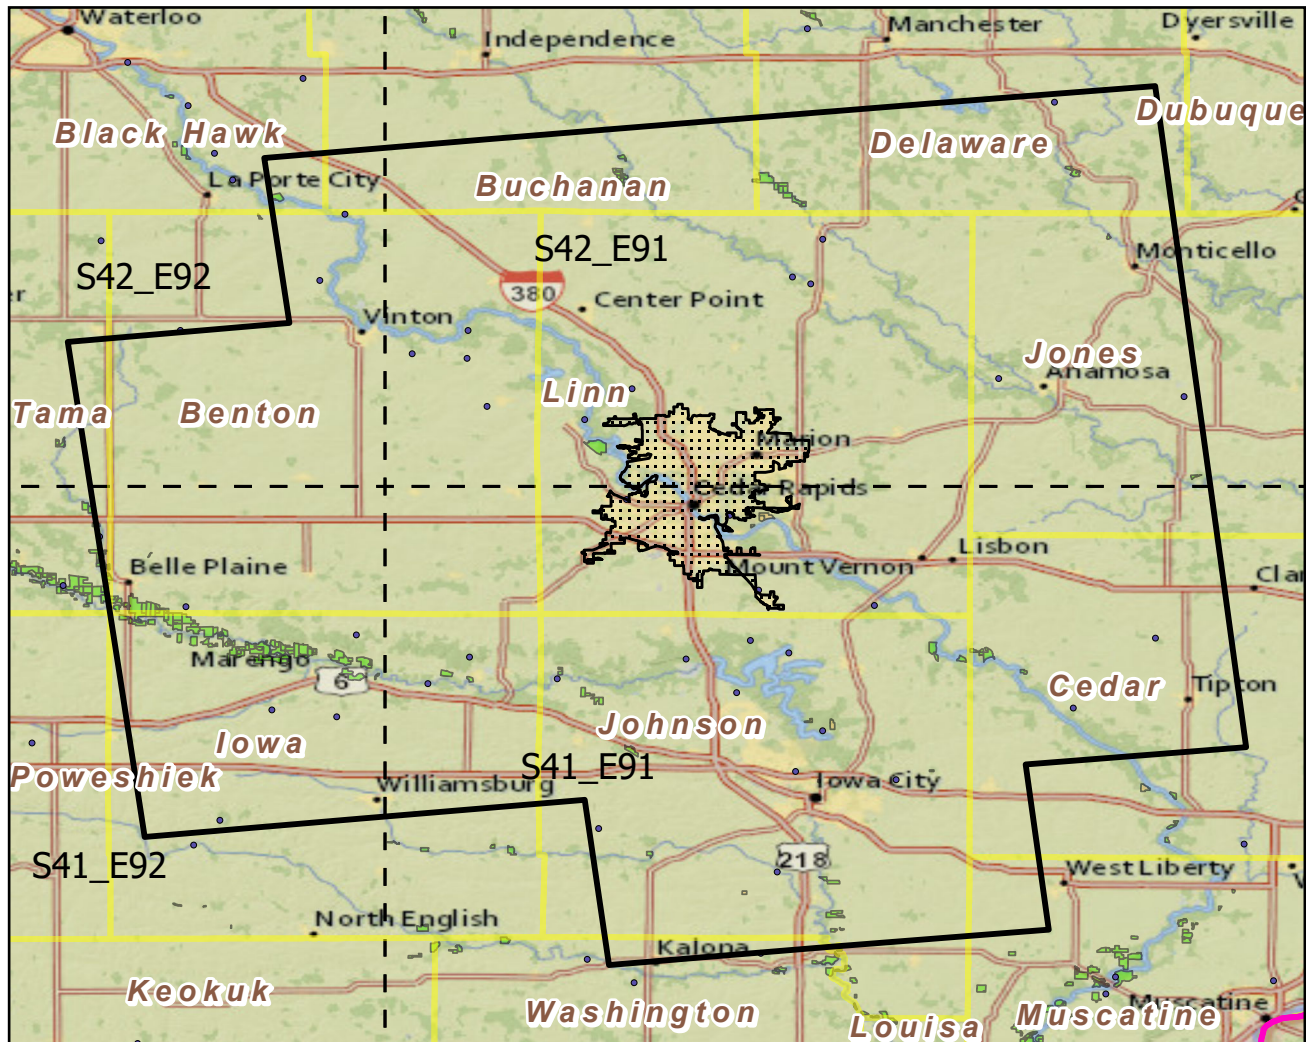 Waterloo
Independence
Manchester
Dyersville
Black Hawk
Dubuque
Delaware
La Porte City
Buchanan
S42_E92
S42_E91
Monticello
380
Center Point
Vinton
Jones
Anamosa
Linn
Tama
Benton
Marion
Cedar Rapids
Lisbon
Belle Plaine
Mount Vernon
Clar
Marengo
6
Cedar
Tipton
Johnson
Iowa
S41_E91
Poweshiek
Williamsburg
Iowa City
S41_E92
218
West Liberty
North English
Kalona
Keokuk
Washington
Muscatine
Muscatine
Louisa